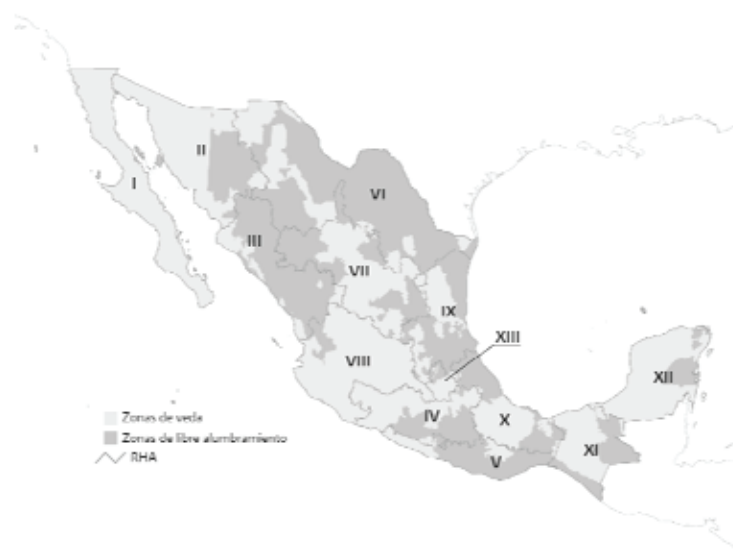 II
I
VI
III
VII
IX
XIII
VIII
XII
IV
X
XI
V
Zonas de veda
Zonas de libre alumbramiento
RHA